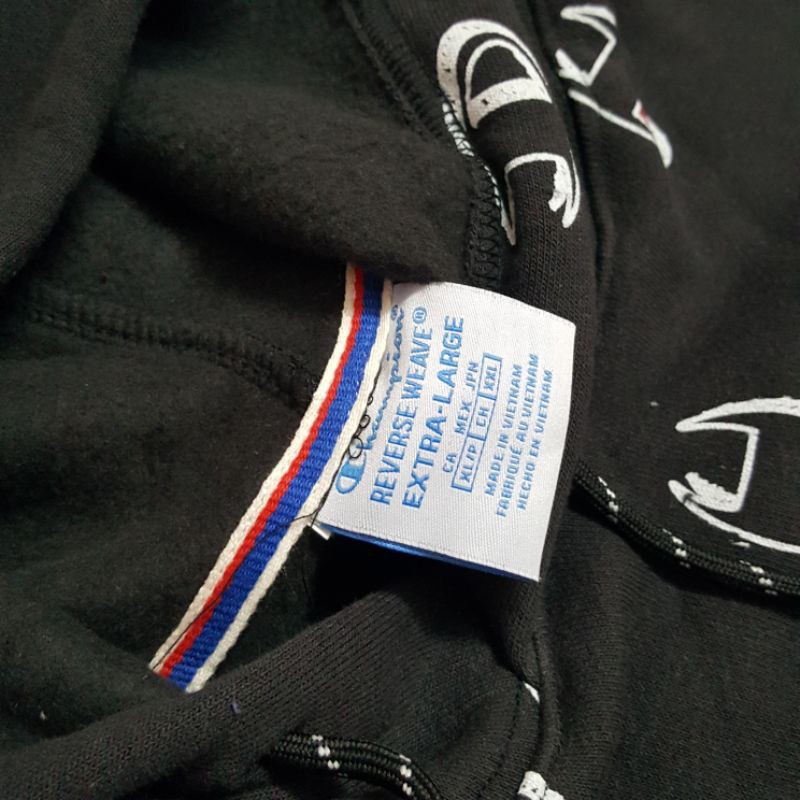 Champion®
REVERSE WEAVE®
EXTRA-LARGE
CA MEX JPN
XL/P CH XXL
MADE IN VIETNAM
FABRIQUÉ AU VIETNAM
HECHO EN VIETNAM